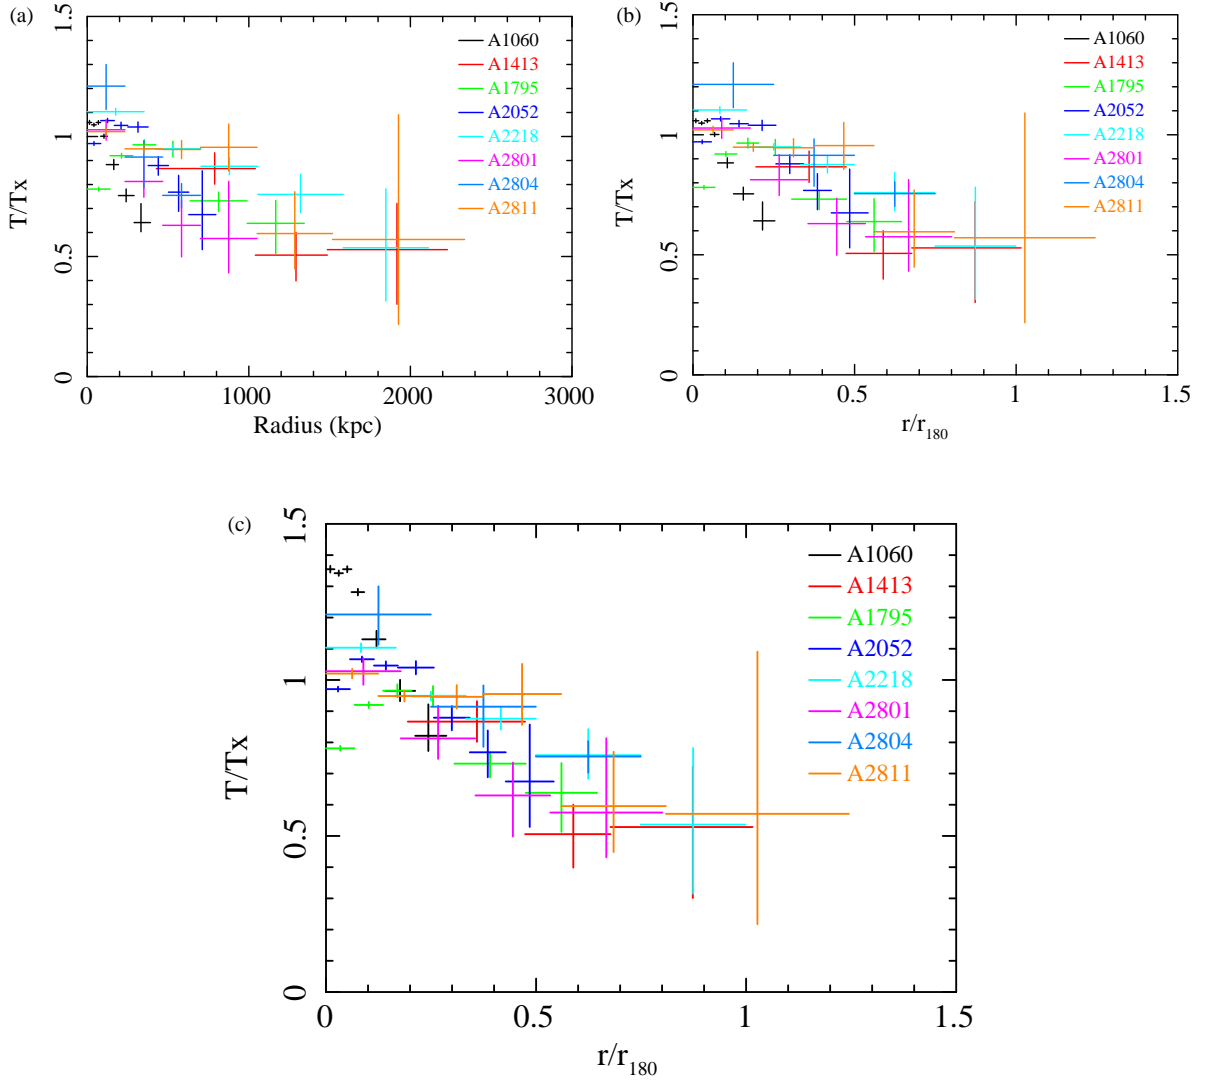 (a)
1.5
1
0.5
0
T/Tx
0
1000
2000
3000
Radius (kpc)
A1060
A1413
A1795
A2052
A2218
A2801
A2804
A2811
(b)
1.5
1
0.5
0
T/Tx
0
0.5
1
1.5
r/r180
A1060
A1413
A1795
A2052
A2218
A2801
A2804
A2811
(c)
1.5
1
0.5
0
T/Tx
0
0.5
1
1.5
r/r180
A1060
A1413
A1795
A2052
A2218
A2801
A2804
A2811